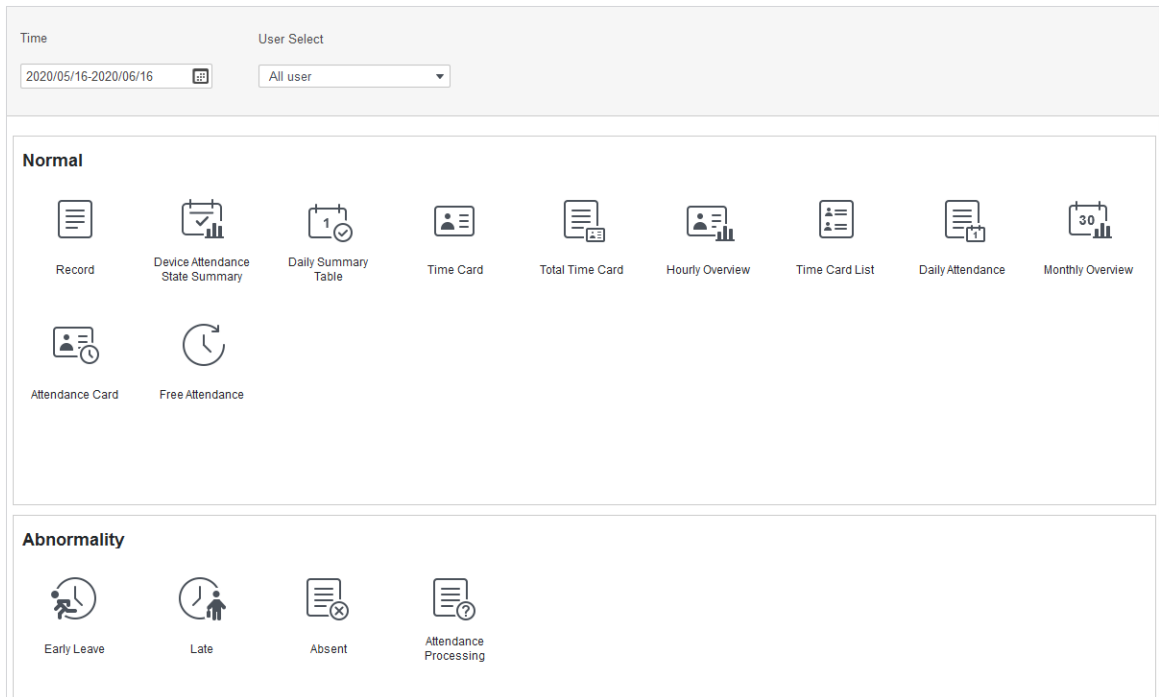 Time
User Select
2020/05/16-2020/06/16
All user
Normal
1
30
Record
Device Attendance
State Summary
Daily Summary
Table
Time Card
Total Time Card
Hourly Overview
Time Card List
1
Daily Attendance
Monthly Overview
Attendance Card
Free Attendance
Abnormality
?
Early Leave
Late
Absent
Attendance
Processing